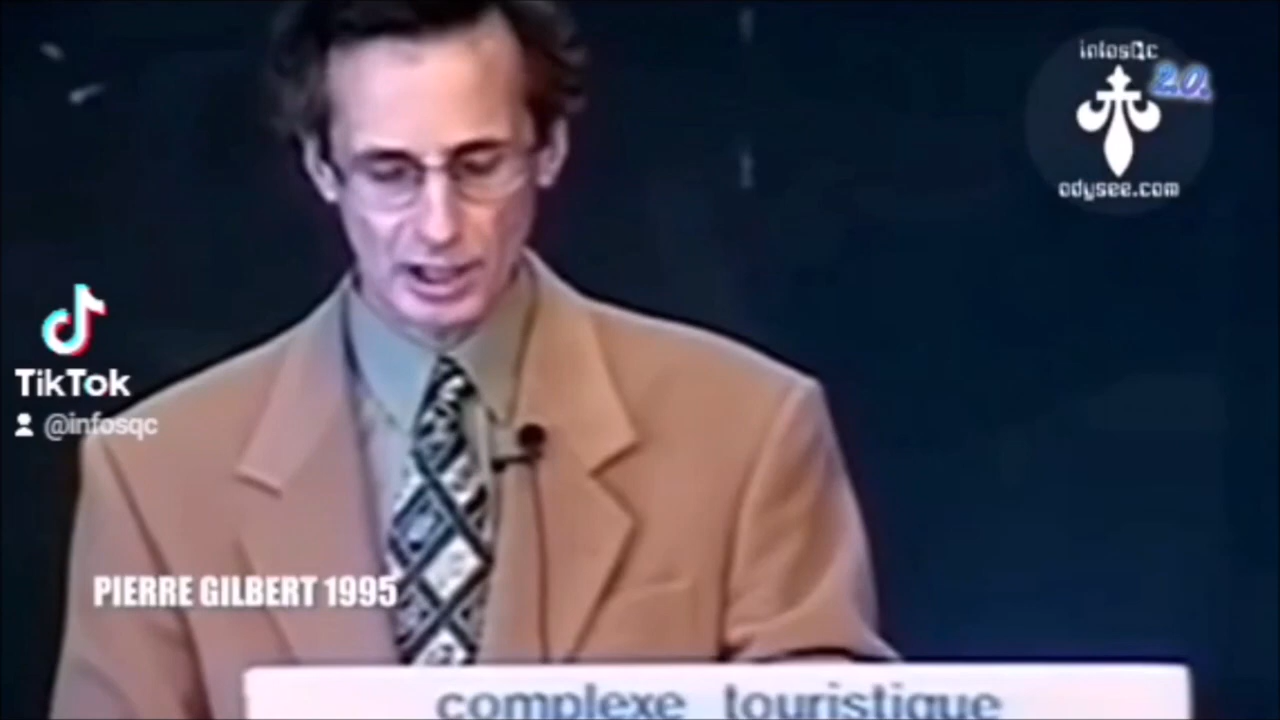 infosQc
2.0.
odysee.com
TikTok
@infosqc
PIERRE GILBERT 1995
complexe touristique